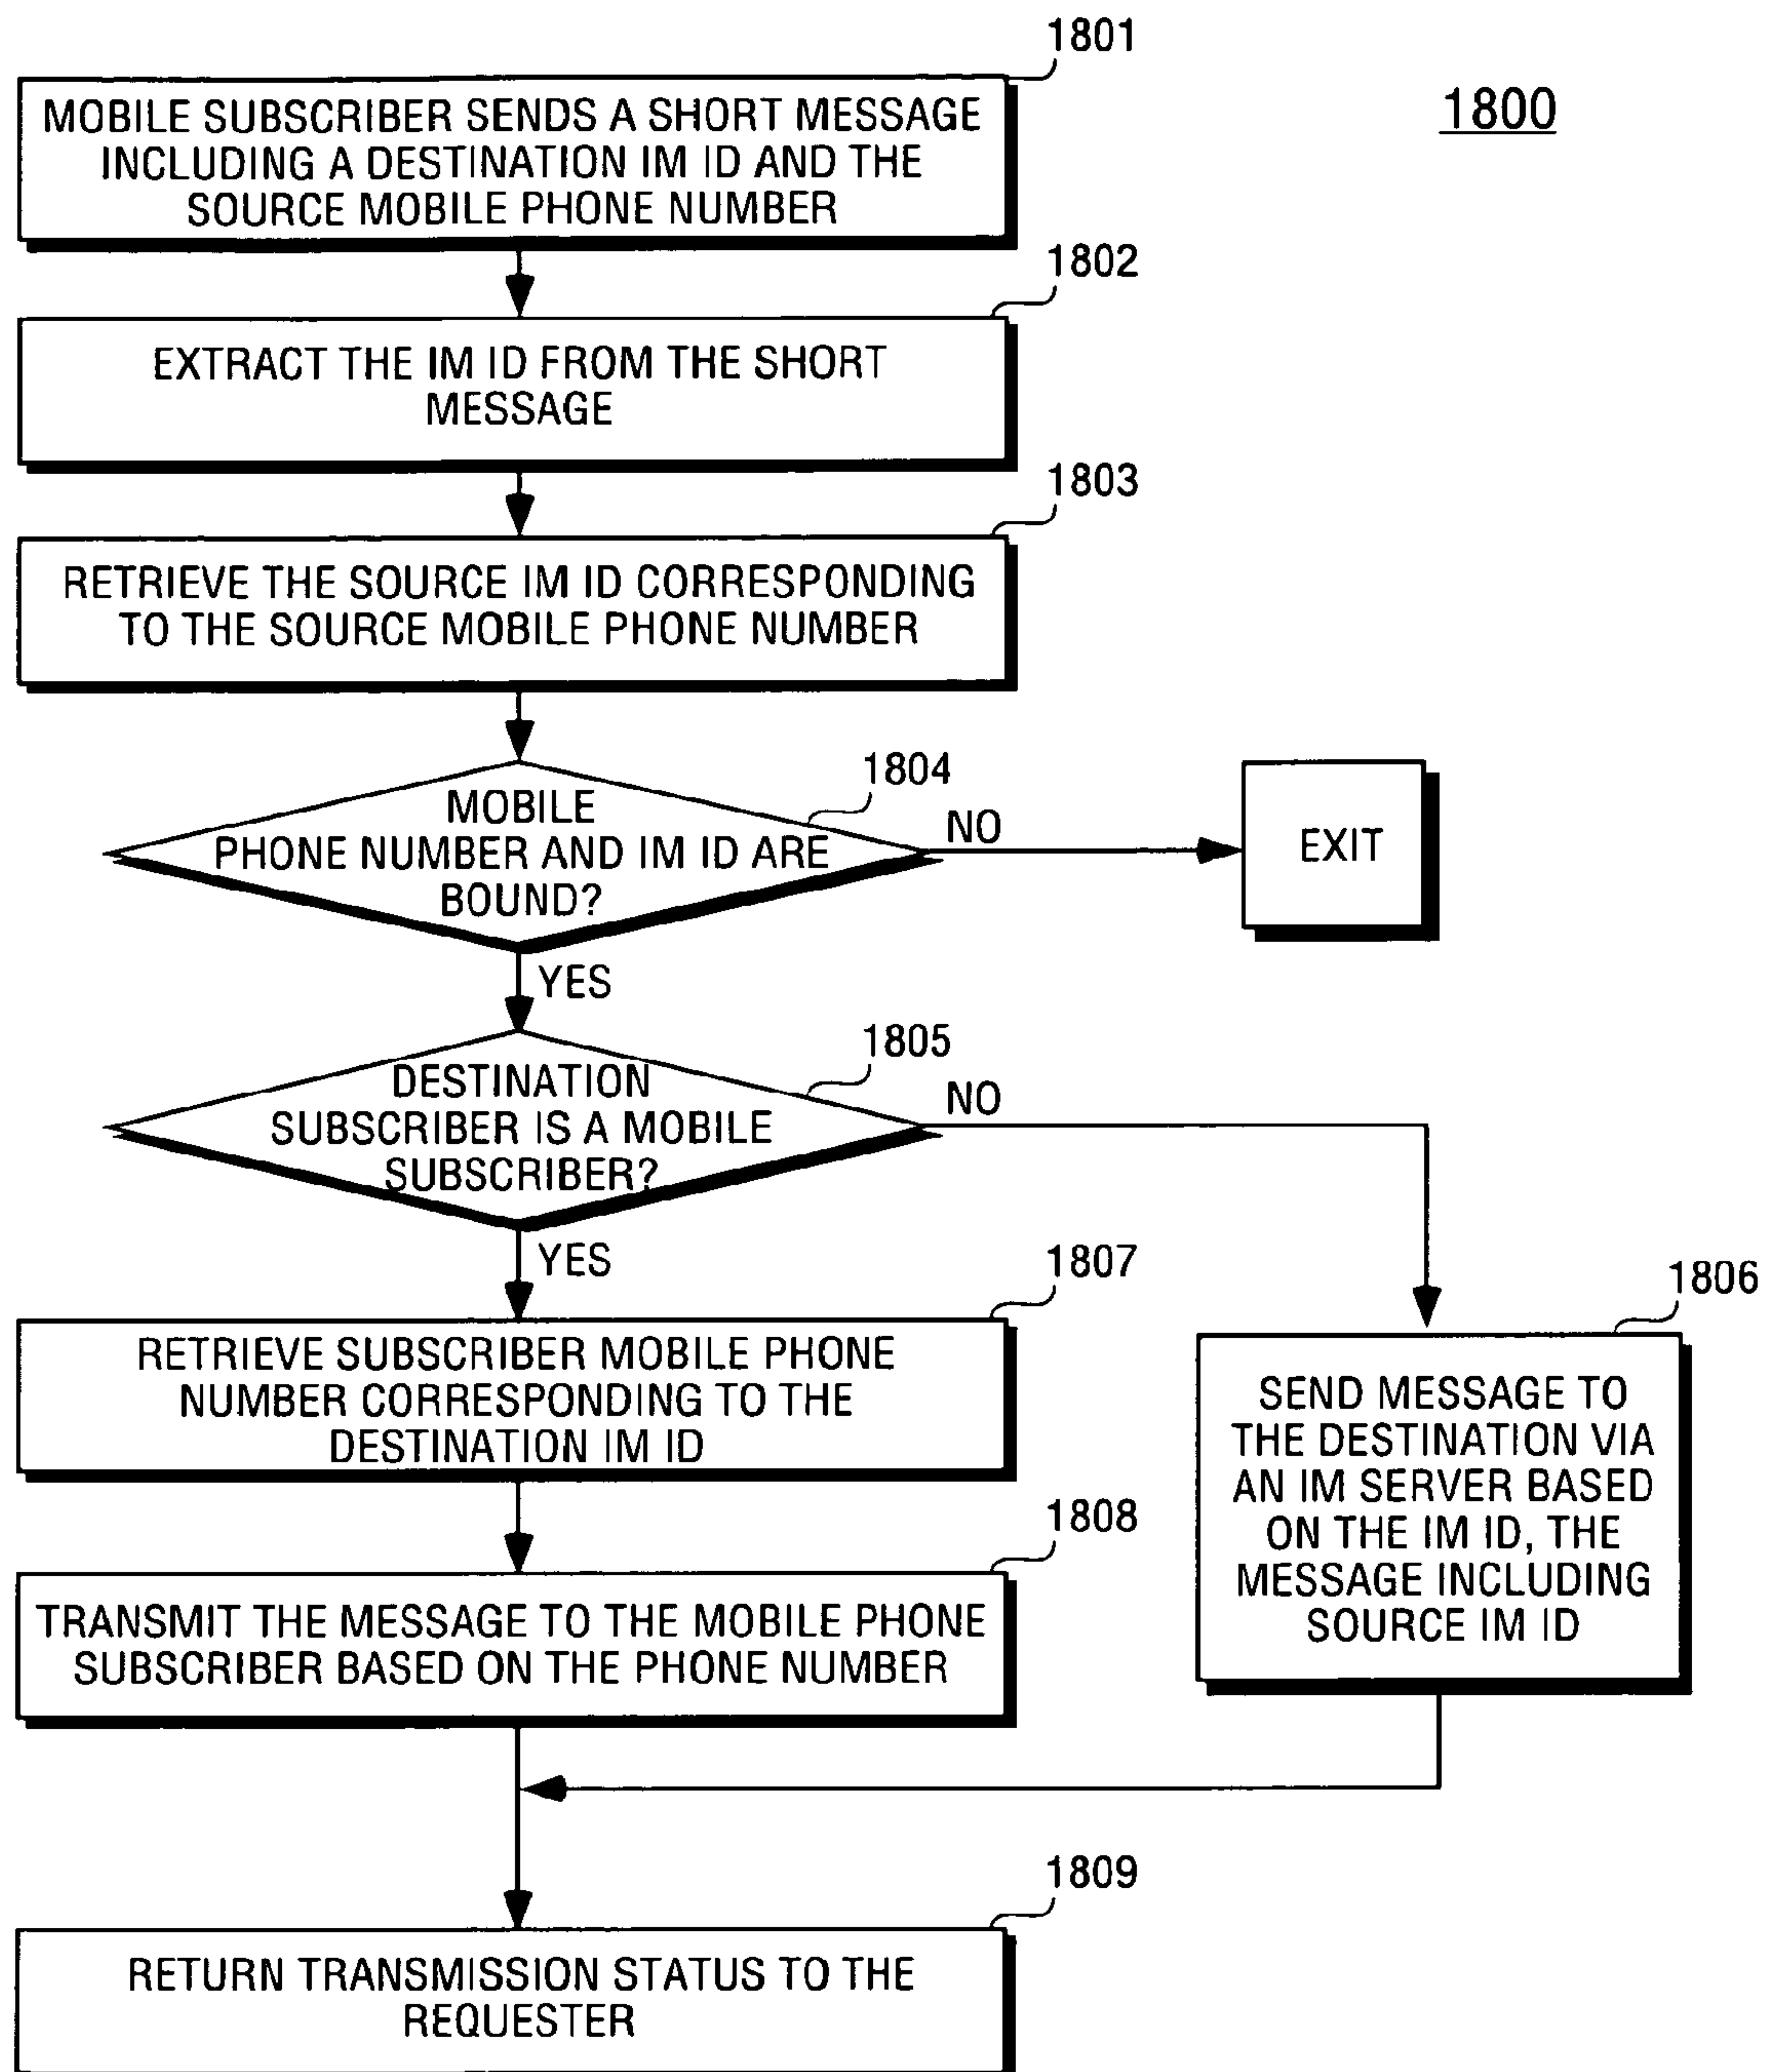 1801
1800
MOBILE SUBSCRIBER SENDS A SHORT MESSAGE
INCLUDING A DESTINATION IM ID AND THE
SOURCE MOBILE PHONE NUMBER
1802
EXTRACT THE IM ID FROM THE SHORT
MESSAGE
1803
RETRIEVE THE SOURCE IM ID CORRESPONDING
TO THE SOURCE MOBILE PHONE NUMBER
1804
MOBILE
PHONE NUMBER AND IM ID ARE
BOUND?
NO
EXIT
YES
1805
DESTINATION
SUBSCRIBER IS A MOBILE
SUBSCRIBER?
NO
YES
1807
RETRIEVE SUBSCRIBER MOBILE PHONE
NUMBER CORRESPONDING TO THE
DESTINATION IM ID
1806
SEND MESSAGE TO
THE DESTINATION VIA
AN IM SERVER BASED
ON THE IM ID, THE
MESSAGE INCLUDING
SOURCE IM ID
1808
TRANSMIT THE MESSAGE TO THE MOBILE PHONE
SUBSCRIBER BASED ON THE PHONE NUMBER
1809
RETURN TRANSMISSION STATUS TO THE
REQUESTER